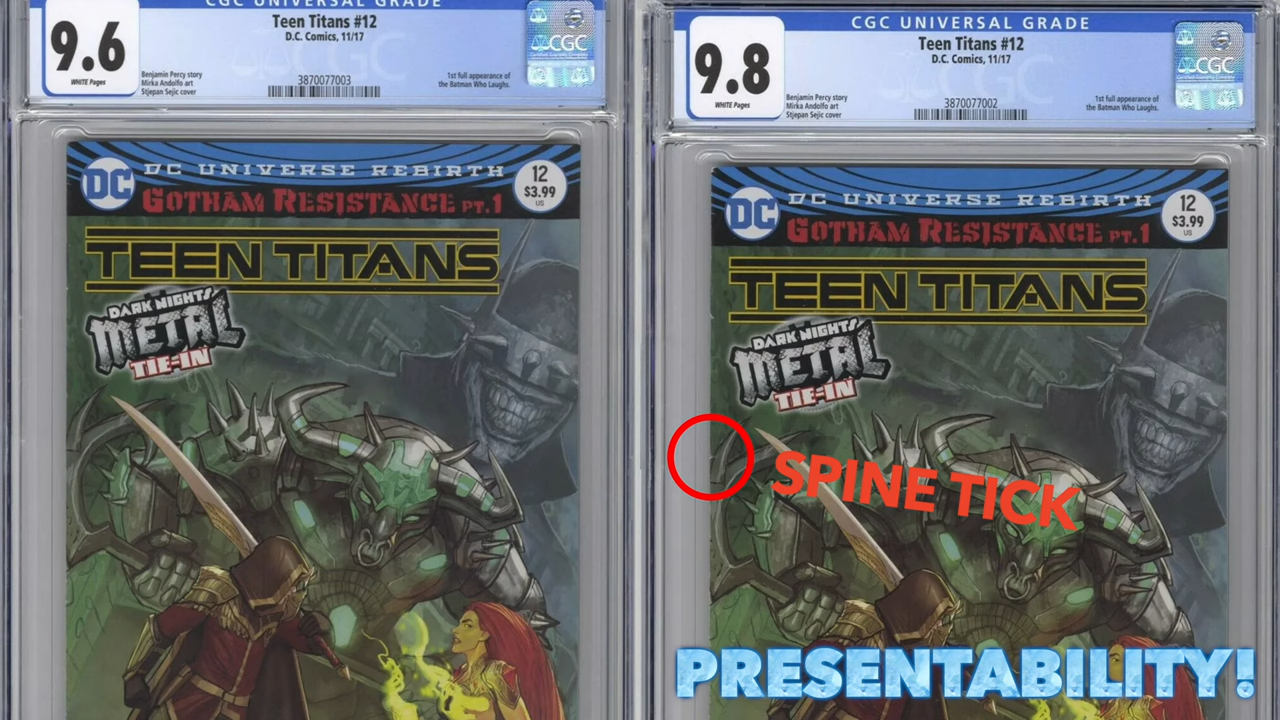 CGC UNIVERSAL GRADE
9.6
WHITE Pages
Teen Titans #12
D.C. Comics, 11/17
Benjamin Percy story
Mirka Andolfo art
Stjepan Sejic cover
3870077003
1st full appearance of
the Batman Who Laughs.
CGC
DC
DC UNIVERSE REBIRTH
GOTHAM RESISTANCE PT.1
12
$3.99
US
TEEN TITANS
DARK NIGHTS
METAL
TIE-IN
CGC UNIVERSAL GRADE
9.8
WHITE Pages
Teen Titans #12
D.C. Comics, 11/17
Benjamin Percy story
Mirka Andolfo art
Stjepan Sejic cover
3870077002
1st full appearance of
the Batman Who Laughs.
CGC
DC
DC UNIVERSE REBIRTH
GOTHAM RESISTANCE PT.1
12
$3.99
US
TEEN TITANS
DARK NIGHTS
METAL
TIE-IN
SPINE TICK
PRESENTABILITY!